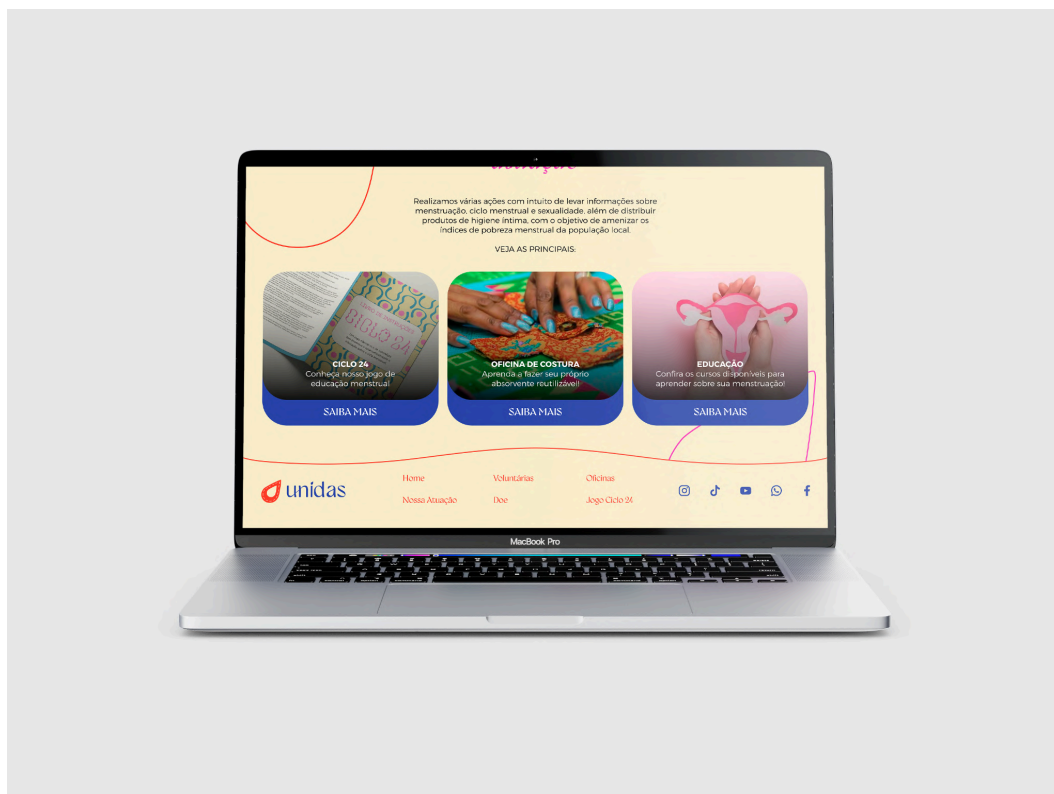 Realizamos várias ações com intuito de levar informações sobre
menstruação, ciclo menstrual e sexualidade, além de distribuir
produtos de higiene íntima, com o objetivo de amenizar os
índices de pobreza menstrual da população local.
VEJA AS PRINCIPAIS:
CICLO 24
CICLO 24
Conheça nosso jogo de
educação menstrual
SAIBA MAIS
OFICINA DE COSTURA
Aprenda a fazer seu próprio
absorvente reutilizável!
SAIBA MAIS
EDUCAÇÃO
Confira os cursos disponíveis para
aprender sobre sua menstruação!
SAIBA MAIS
unidas
Home
Voluntárias
Oficinas
Nossa Atuação
Doe
Jogo Ciclo 24
MacBook Pro